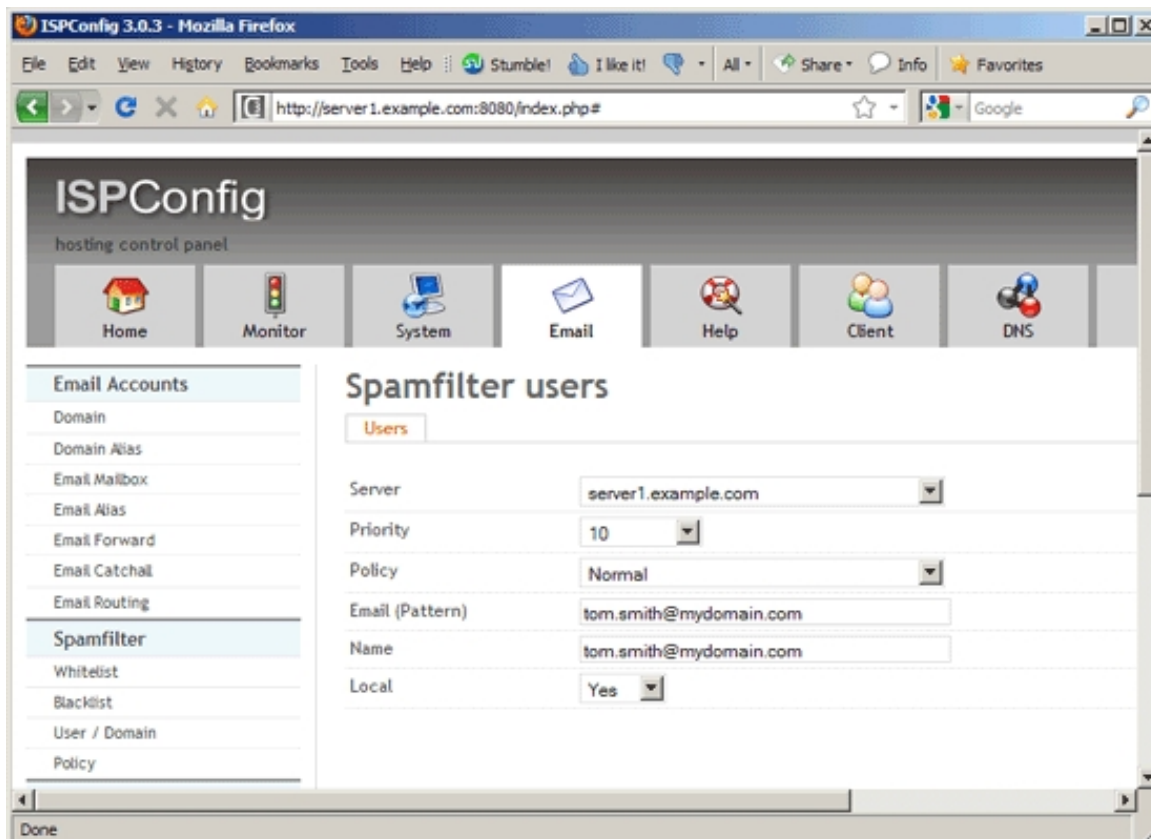 ISPConfig 3.0.3 - Mozilla Firefox
File Edit View History Bookmarks Tools Help Stumble! I like it! All Share Info Favorites
http://server1.example.com:8080/index.php# Google
ISPConfig
hosting control panel
Home Monitor System Email Help Client DNS
Email Accounts
Domain
Domain Alias
Email Mailbox
Email Alias
Email Forward
Email Catchall
Email Routing
Spamfilter
Whitelist
Blacklist
User / Domain
Policy
Spamfilter users
Users
Server server1.example.com
Priority 10
Policy Normal
Email (Pattern) tom.smith@mydomain.com
Name tom.smith@mydomain.com
Local Yes
Done